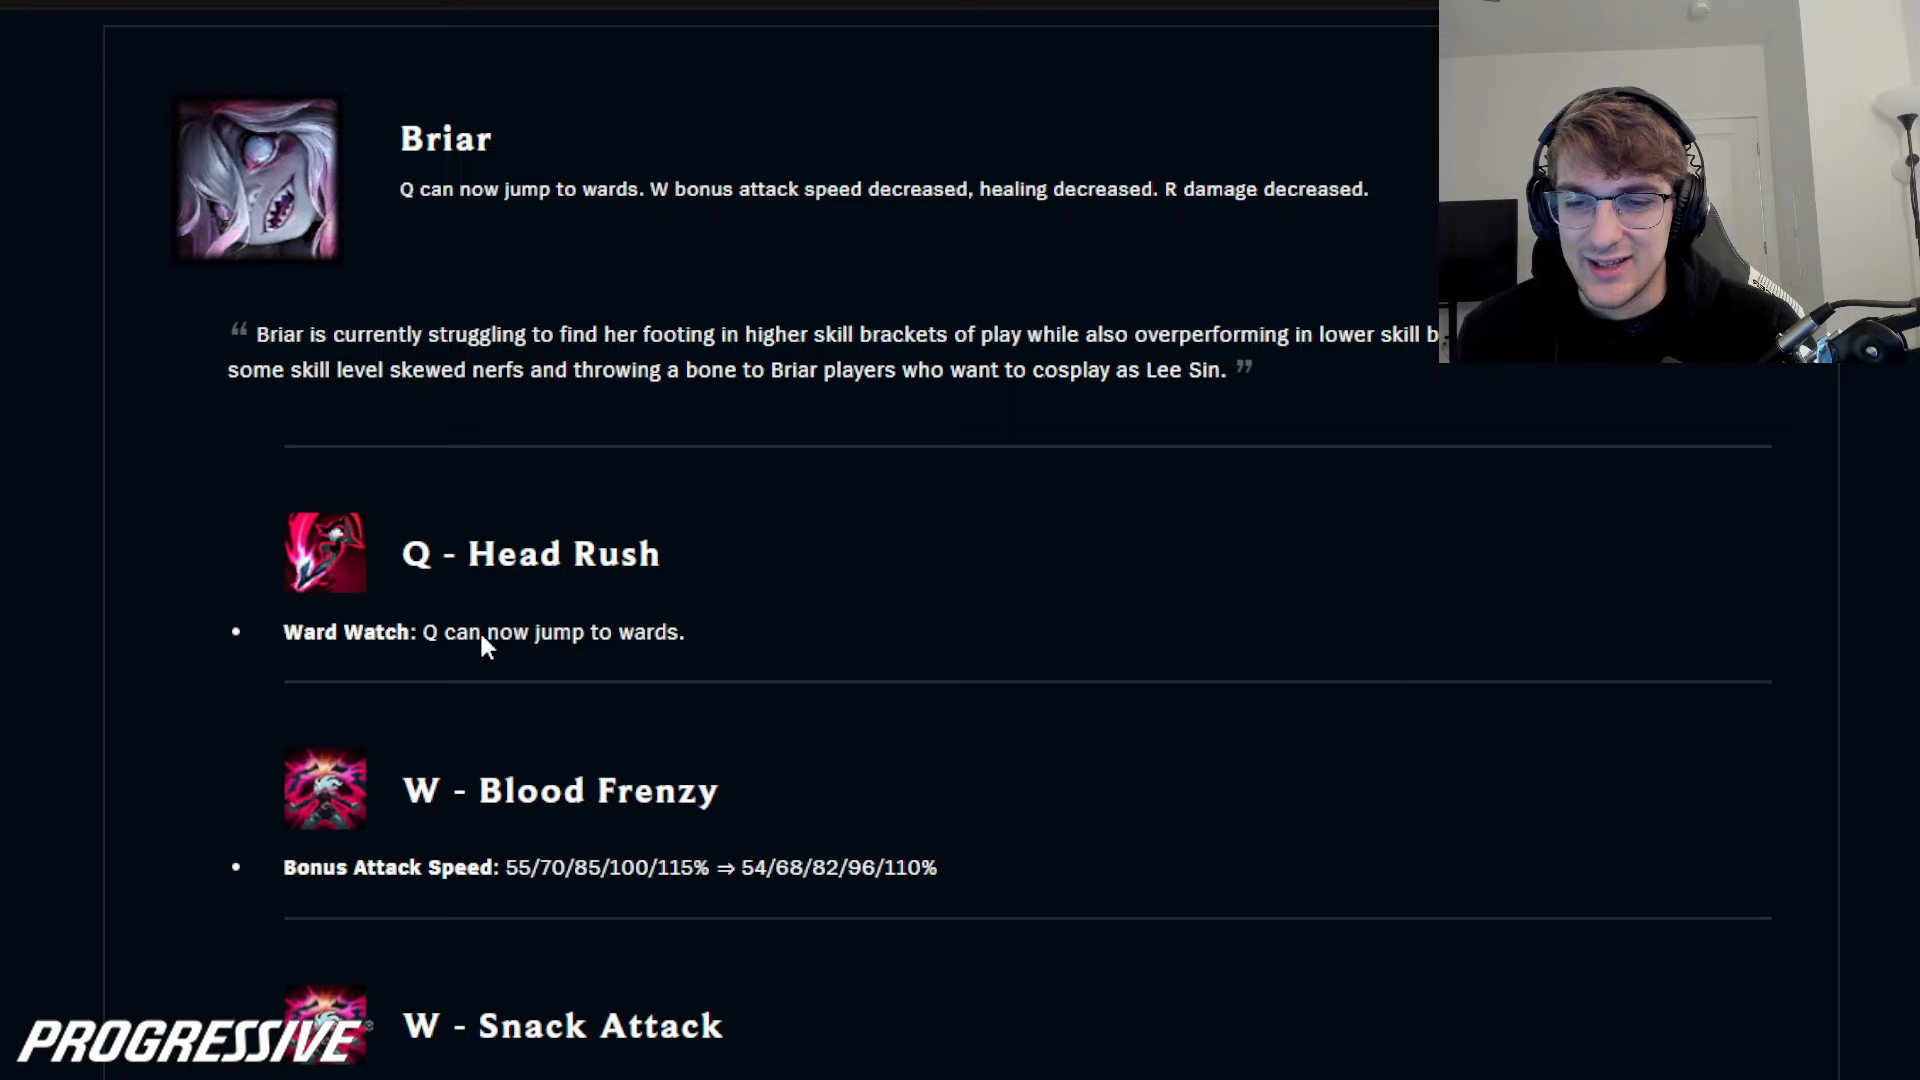 Briar
Q can now jump to wards. W bonus attack speed decreased, healing decreased. R damage decreased.
“ Briar is currently struggling to find her footing in higher skill brackets of play while also overperforming in lower skill b
some skill level skewed nerfs and throwing a bone to Briar players who want to cosplay as Lee Sin. ”
Q - Head Rush
• Ward Watch: Q can now jump to wards.
W - Blood Frenzy
• Bonus Attack Speed: 55/70/85/100/115% ⇒ 54/68/82/96/110%
W - Snack Attack
PROGRESSIVE®